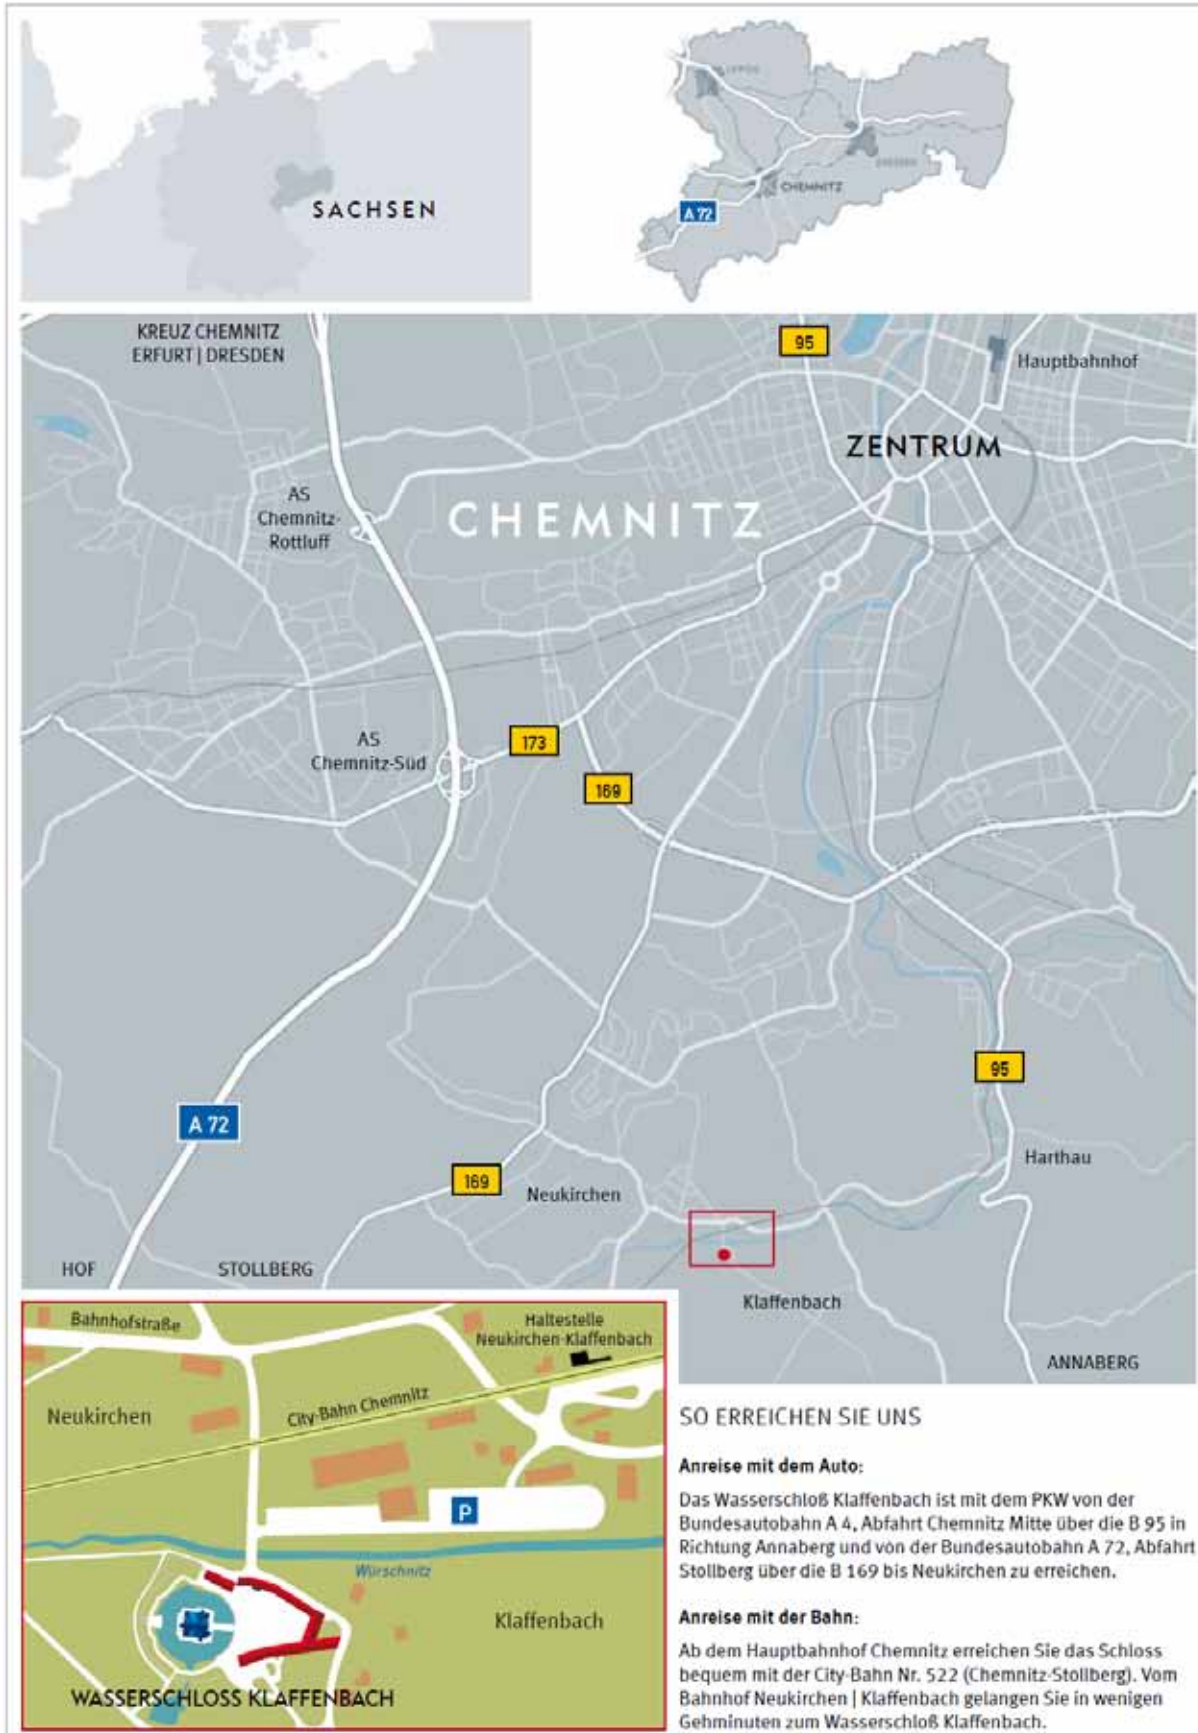 SACHSEN
LEIPZIG
DRESDEN
CHEMNITZ
A 72
KREUZ CHEMNITZ
ERFURT | DRESDEN
95
Hauptbahnhof
ZENTRUM
AS
Chemnitz-
Rottluff
CHEMNITZ
AS
Chemnitz-Süd
173
169
95
A 72
Harthau
169
Neukirchen
HOF
STOLLBERG
Klaffenbach
ANNABERG
Bahnhofstraße
Haltestelle
Neukirchen-Klaffenbach
Neukirchen
City-Bahn Chemnitz
P
Würschnitz
Klaffenbach
WASSERSCHLOSS KLAFFENBACH
SO ERREICHEN SIE UNS
Anreise mit dem Auto:
Das Wasserschloß Klaffenbach ist mit dem PKW von der
Bundesautobahn A 4, Abfahrt Chemnitz Mitte über die B 95 in
Richtung Annaberg und von der Bundesautobahn A 72, Abfahrt
Stollberg über die B 169 bis Neukirchen zu erreichen.
Anreise mit der Bahn:
Ab dem Hauptbahnhof Chemnitz erreichen Sie das Schloss
bequem mit der City-Bahn Nr. 522 (Chemnitz-Stollberg). Vom
Bahnhof Neukirchen | Klaffenbach gelangen Sie in wenigen
Gehminuten zum Wasserschloß Klaffenbach.